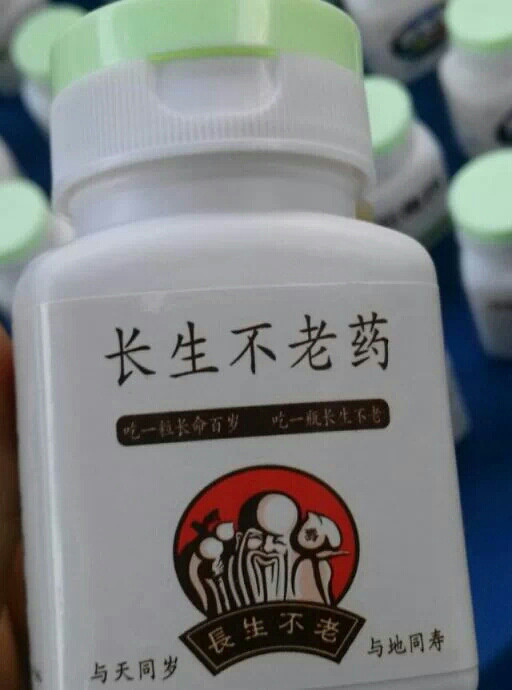 长生不老药
吃一粒长命百岁 吃一瓶长生不老
長生不老
与天同岁 与地同寿